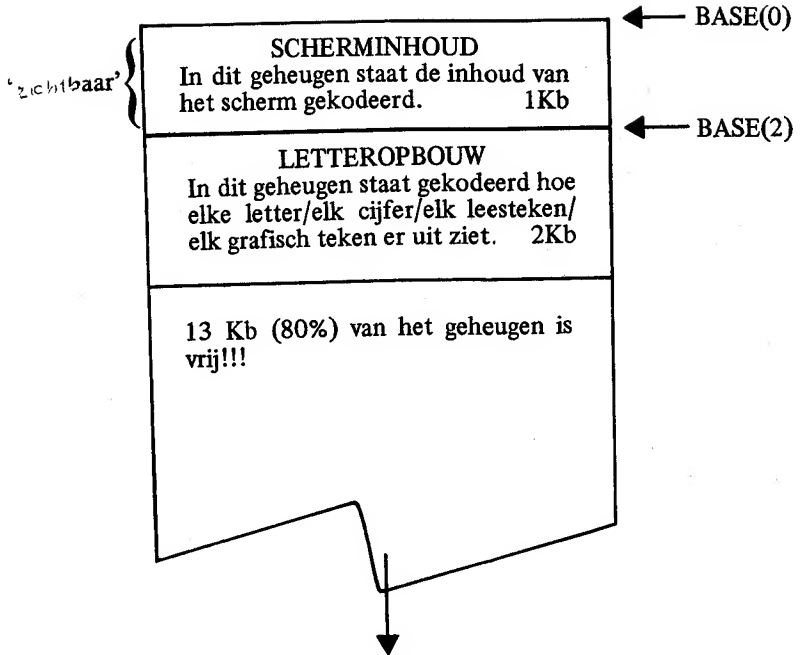 BASE(0)
SCHERMINHOUD
In dit geheugen staat de inhoud van
het scherm gekodeerd. 1Kb
‘zichtbaar’
BASE(2)
LETTEROPBOUW
In dit geheugen staat gekodeerd hoe
elke letter/elk cijfer/elk leesteken/
elk grafisch teken er uit ziet. 2Kb
13 Kb (80%) van het geheugen is
vrij!!!